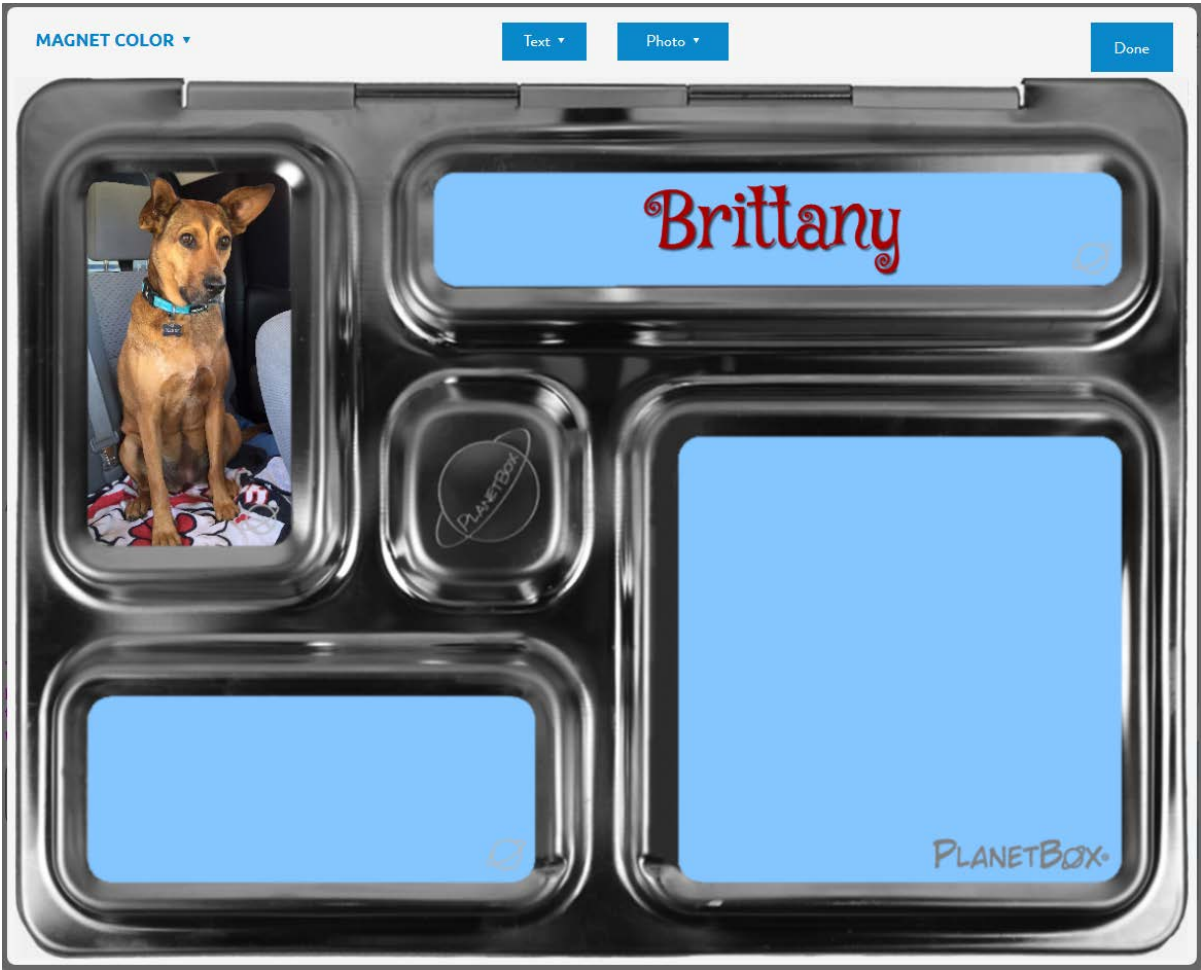 MAGNET COLOR ▼
Text ▼
Photo ▼
Done
Brittany
PLANETBOX
PLANETBOX